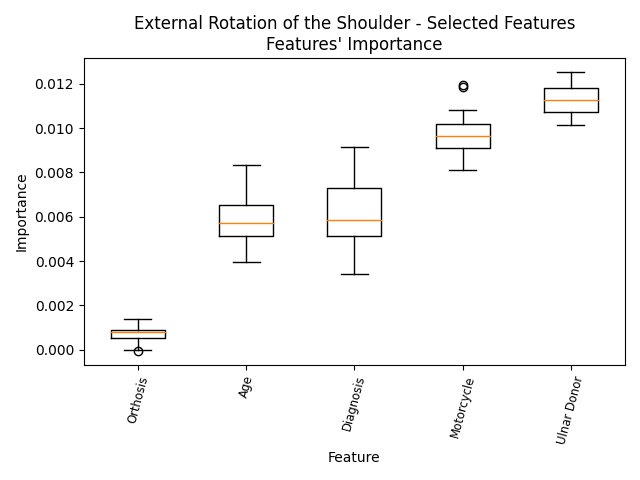 External Rotation of the Shoulder - Selected Features
Features' Importance
0.012
0.010
0.008
0.006
0.004
0.002
0.000
Importance
Orthosis
Age
Diagnosis
Motorcycle
Ulnar Donor
Feature